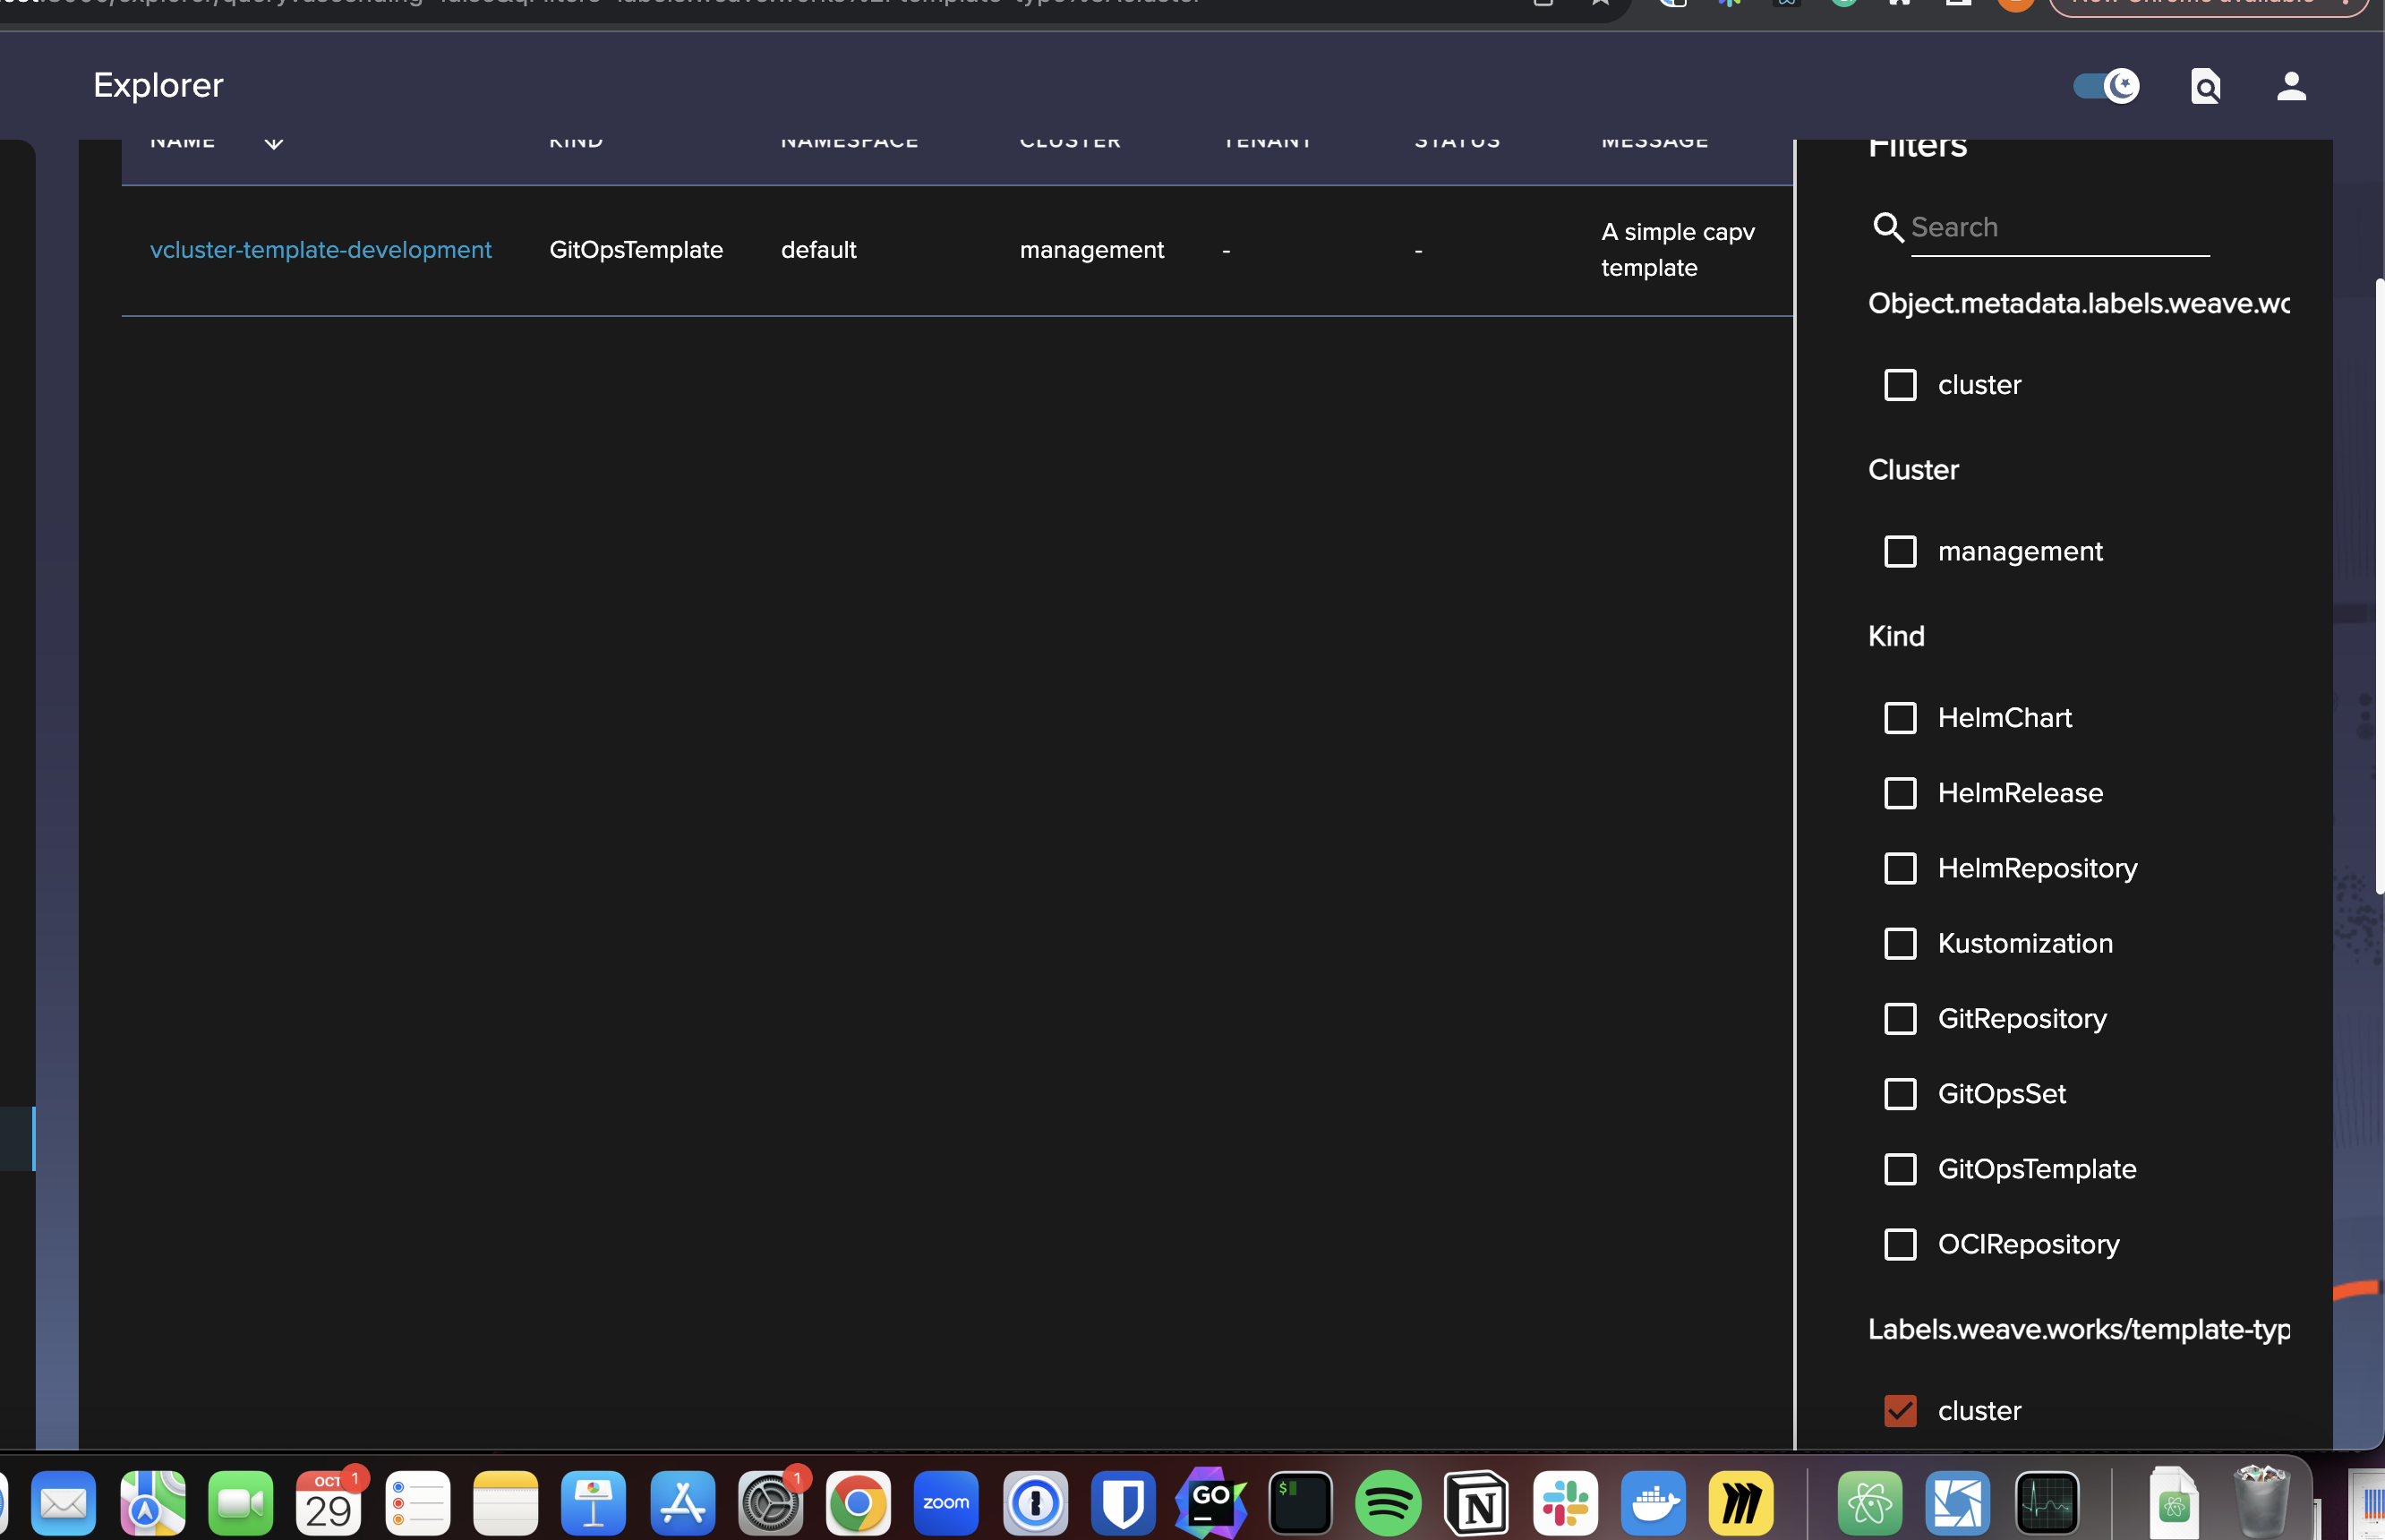 Explorer
NAME KIND NAMESPACE CLUSTER TENANT STATUS MESSAGE
vcluster-template-development GitOpsTemplate default management - - A simple capv
template
Filters
Search
Object.metadata.labels.weave.wo
cluster
Cluster
management
Kind
HelmChart
HelmRelease
HelmRepository
Kustomization
GitRepository
GitOpsSet
GitOpsTemplate
OCIRepository
Labels.weave.works/template-typ
cluster
OCT 1
29
1
zoom
GO
$
N